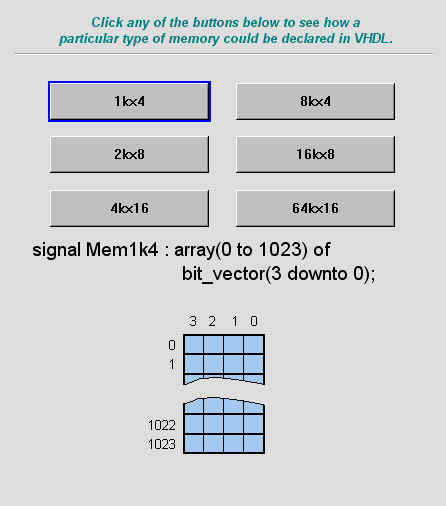 Click any of the buttons below to see how a
particular type of memory could be declared in VHDL.
1kx4
8kx4
2kx8
16kx8
4kx16
64kx16
signal Mem1k4 : array(0 to 1023) of
bit_vector(3 downto 0);
3 2 1 0
0
1
1022
1023